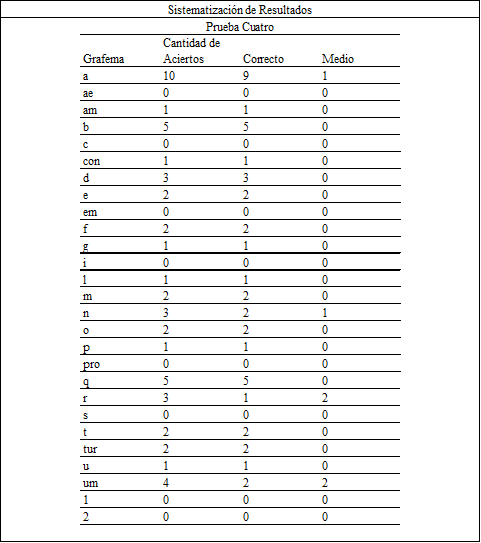 Sistematización de Resultados
Prueba Cuatro
Grafema Cantidad de Aciertos Correcto Medio
a 10 9 1
ae 0 0 0
am 1 1 0
b 5 5 0
c 0 0 0
con 1 1 0
d 3 3 0
e 2 2 0
em 0 0 0
f 2 2 0
g 1 1 0
i 0 0 0
l 1 1 0
m 2 2 0
n 3 2 1
o 2 2 0
p 1 1 0
pro 0 0 0
q 5 5 0
r 3 1 2
s 0 0 0
t 2 2 0
tur 2 2 0
u 1 1 0
um 4 2 2
1 0 0 0
2 0 0 0